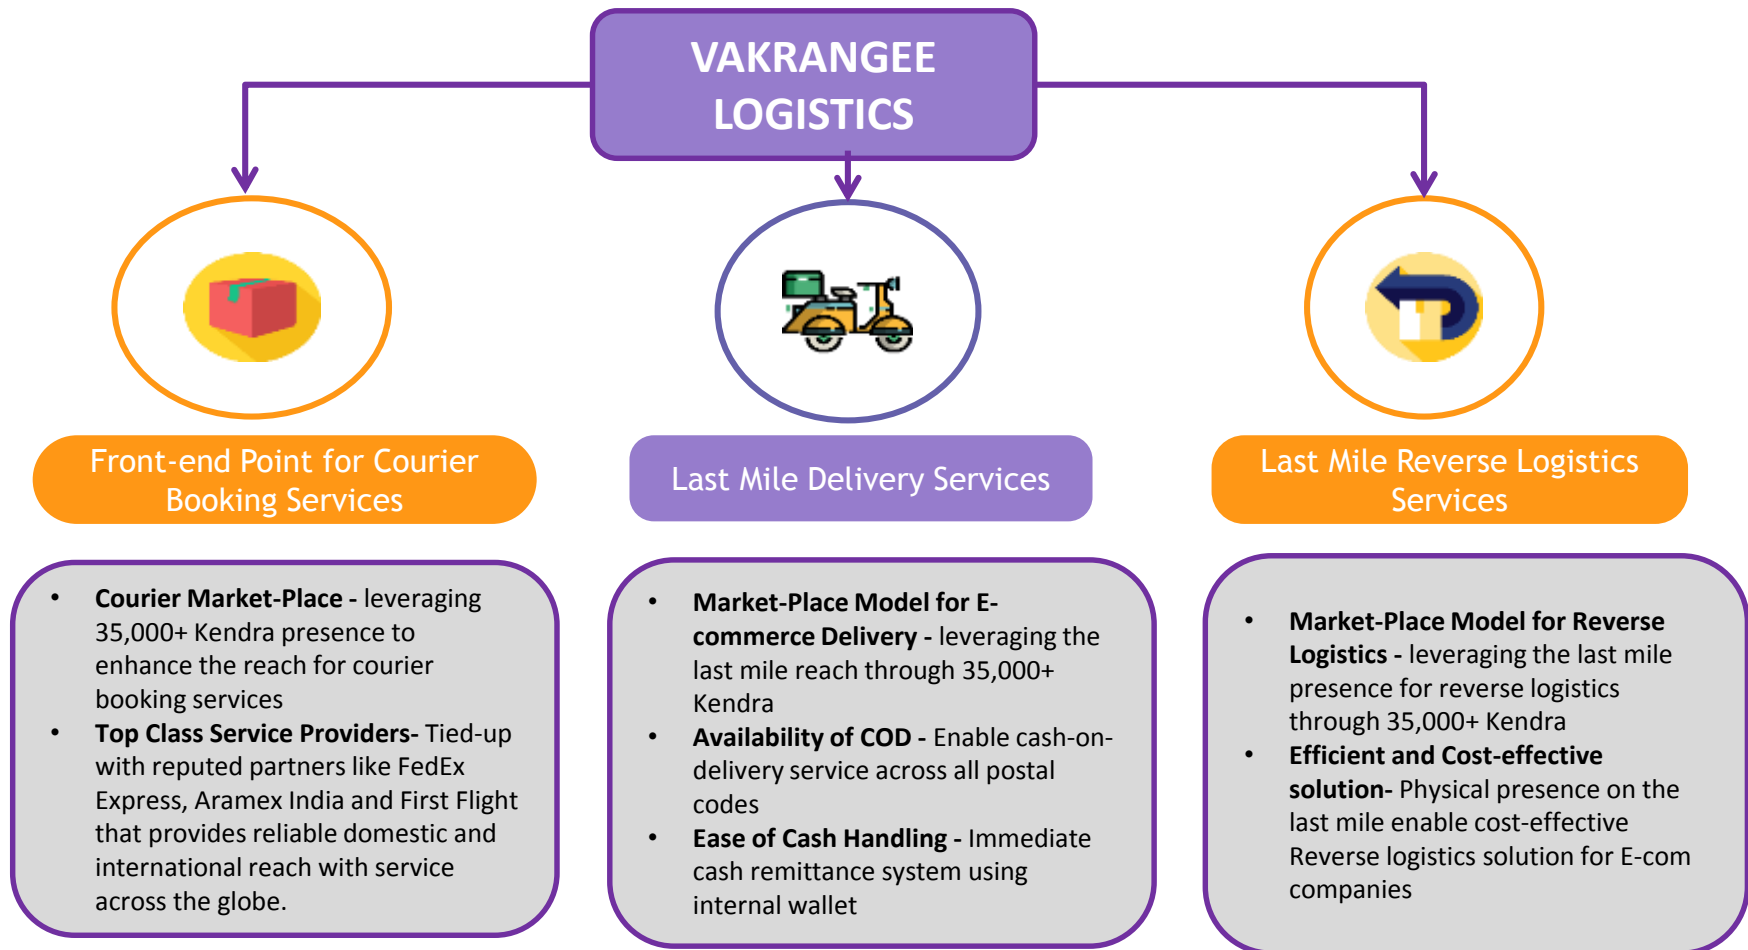 VAKRANGEE
LOGISTICS
Front-end Point for Courier
Booking Services
• Courier Market-Place - leveraging
35,000+ Kendra presence to
enhance the reach for courier
booking services
• Top Class Service Providers- Tied-up
with reputed partners like FedEx
Express, Aramex India and First Flight
that provides reliable domestic and
international reach with service
across the globe.
Last Mile Delivery Services
• Market-Place Model for E-
commerce Delivery - leveraging the
last mile reach through 35,000+
Kendra
• Availability of COD - Enable cash-on-
delivery service across all postal
codes
• Ease of Cash Handling - Immediate
cash remittance system using
internal wallet
Last Mile Reverse Logistics
Services
• Market-Place Model for Reverse
Logistics - leveraging the last mile
presence for reverse logistics
through 35,000+ Kendra
• Efficient and Cost-effective
solution- Physical presence on the
last mile enable cost-effective
Reverse logistics solution for E-com
companies